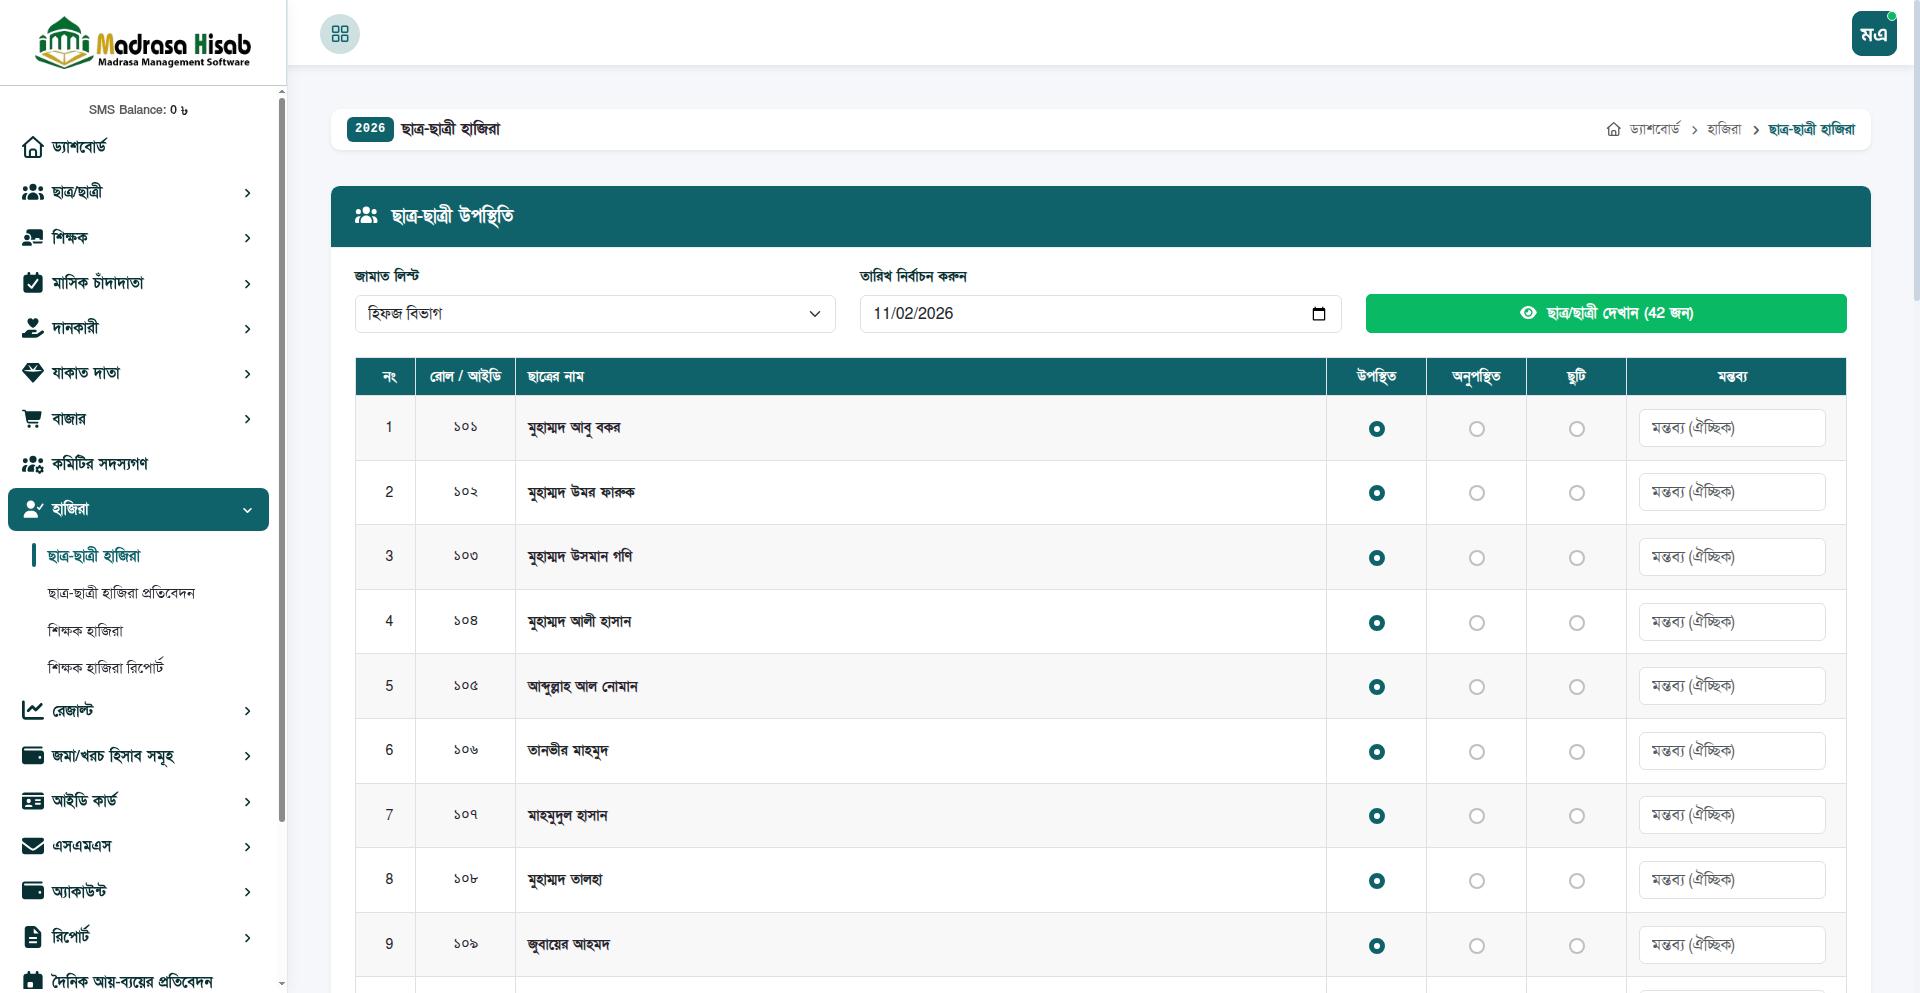 Madrasa Hisab
Madrasa Management Software
SMS Balance: 0 ৳
ড্যাশবোর্ড
ছাত্র/ছাত্রী
শিক্ষক
মাসিক চাঁদাদাতা
দানকারী
যাকাত দাতা
বাজার
কমিটির সদস্যগণ
হাজিরা
ছাত্র-ছাত্রী হাজিরা
ছাত্র-ছাত্রী হাজিরা প্রতিবেদন
শিক্ষক হাজিরা
শিক্ষক হাজিরা রিপোর্ট
রেজাল্ট
জমা/খরচ হিসাব সমূহ
আইডি কার্ড
এসএমএস
অ্যাকাউন্ট
রিপোর্ট
দৈনিক আয়-ব্যয়ের প্রতিবেদন
মএ
2026 ছাত্র-ছাত্রী হাজিরা
ড্যাশবোর্ড > হাজিরা > ছাত্র-ছাত্রী হাজিরা
ছাত্র-ছাত্রী উপস্থিতি
জামাত লিস্ট তারিখ নির্বাচন করুন
হিফজ বিভাগ 11/02/2026 ছাত্র/ছাত্রী দেখান (42 জন)
নং রোল / আইডি ছাত্রের নাম উপস্থিত অনুপস্থিত ছুটি মন্তব্য
1 ১০১ মুহাম্মদ আবু বকর মন্তব্য (ঐচ্ছিক)
2 ১০২ মুহাম্মদ উমর ফারুক মন্তব্য (ঐচ্ছিক)
3 ১০৩ মুহাম্মদ উসমান গণি মন্তব্য (ঐচ্ছিক)
4 ১০৪ মুহাম্মদ আলী হাসান মন্তব্য (ঐচ্ছিক)
5 ১০৫ আব্দুল্লাহ আল নোমান মন্তব্য (ঐচ্ছিক)
6 ১০৬ তানভীর মাহমুদ মন্তব্য (ঐচ্ছিক)
7 ১০৭ মাহমুদুল হাসান মন্তব্য (ঐচ্ছিক)
8 ১০৮ মুহাম্মদ তালহা মন্তব্য (ঐচ্ছিক)
9 ১০৯ জুবায়ের আহমদ মন্তব্য (ঐচ্ছিক)